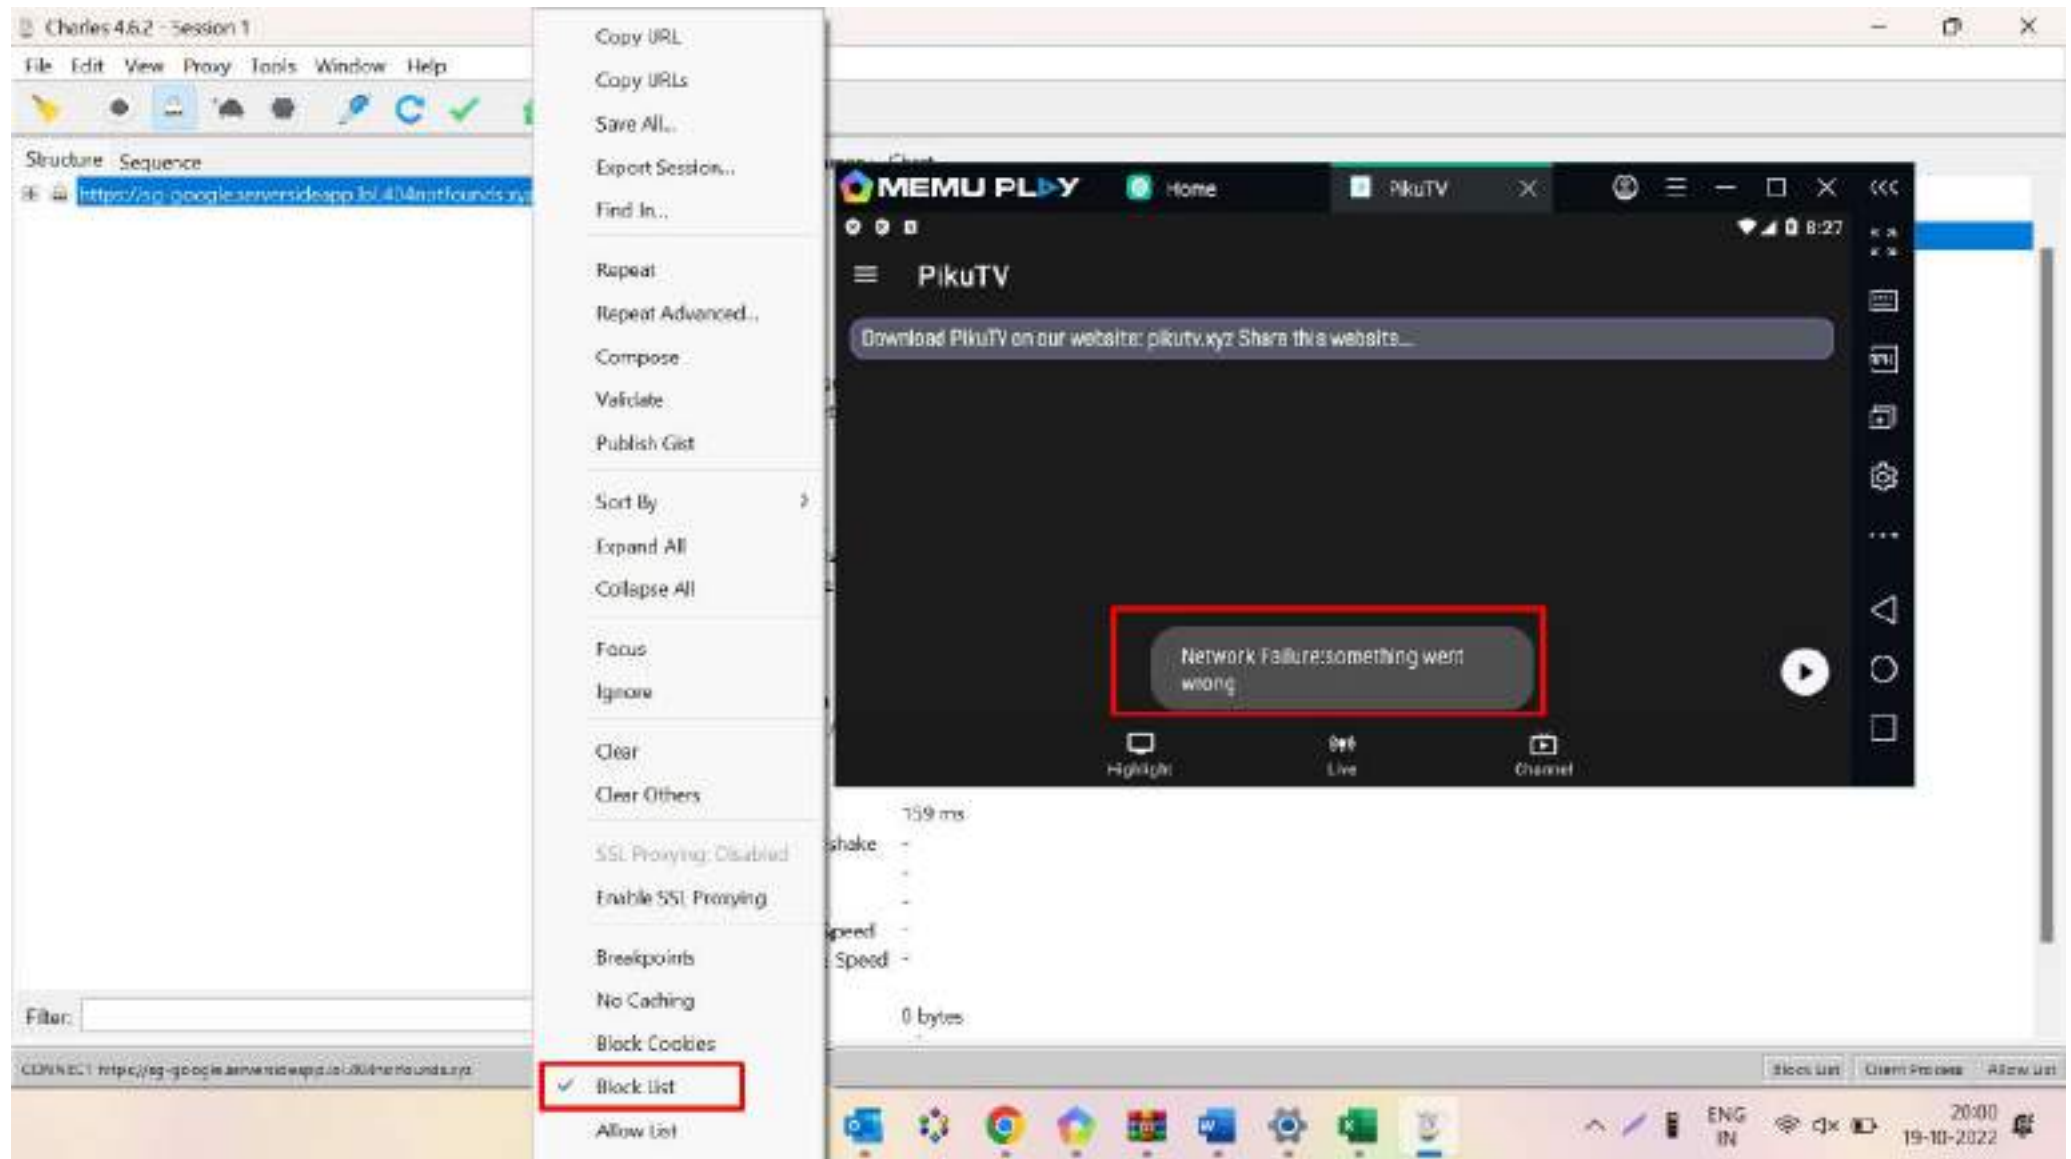 Charles 4.6.2 - Session 1
File Edit View Proxy Tools Window Help
Structure Sequence
Filter:
Copy URL
Copy URLs
Save All...
Export Session...
Find In...
Repeat
Repeat Advanced...
Compose
Validate
Publish Gist
Sort By
Expand All
Collapse All
Focus
Ignore
Clear
Clear Others
SSL Proxying: Disabled
Enable SSL Proxying
Breakpoints
No Caching
Block Cookies
Block List
Allow List
Chart
MEMU PLAY Home PikuTV
8:27
PikuTV
Download PikuTV on our website: pikutv.xyz Share this website...
Network Failure:something went
wrong
Highlight Live Channel
159 ms
shake -
-
-
peed -
Speed -
0 bytes
Block List Client Process Allow List
ENG
IN
20:00
19-10-2022